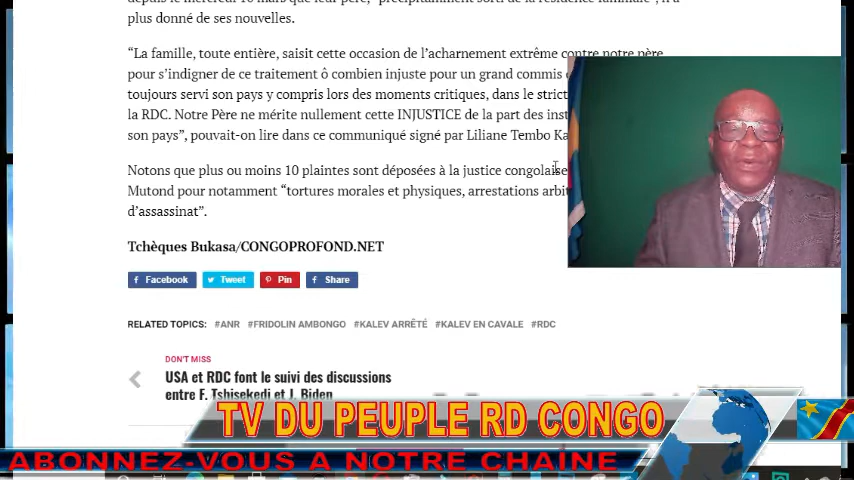 plus donné de ses nouvelles.
“La famille, toute entière, saisit cette occasion de l’acharnement extrême contre notre père
pour s’indigner de ce traitement ô combien injuste pour un grand commis
toujours servi son pays y compris lors des moments critiques, dans le strict
la RDC. Notre Père ne mérite nullement cette INJUSTICE de la part des inst
son pays”, pouvait-on lire dans ce communiqué signé par Liliane Tembo Ka
Notons que plus ou moins 10 plaintes sont déposées à la justice congolaise
Mutond pour notamment “tortures morales et physiques, arrestations arbit
d’assassinat”.
Tchèques Bukasa/CONGOPROFOND.NET
Facebook Tweet Pin Share
RELATED TOPICS: #ANR #FRIDOLIN AMBONGO #KALEV ARRÊTÉ #KALEV EN CAVALE #RDC
DON'T MISS
USA et RDC font le suivi des discussions
entre F. Tshisekedi et J. Biden
TV DU PEUPLE RD CONGO
ABONNEZ-VOUS A NOTRE CHAINE